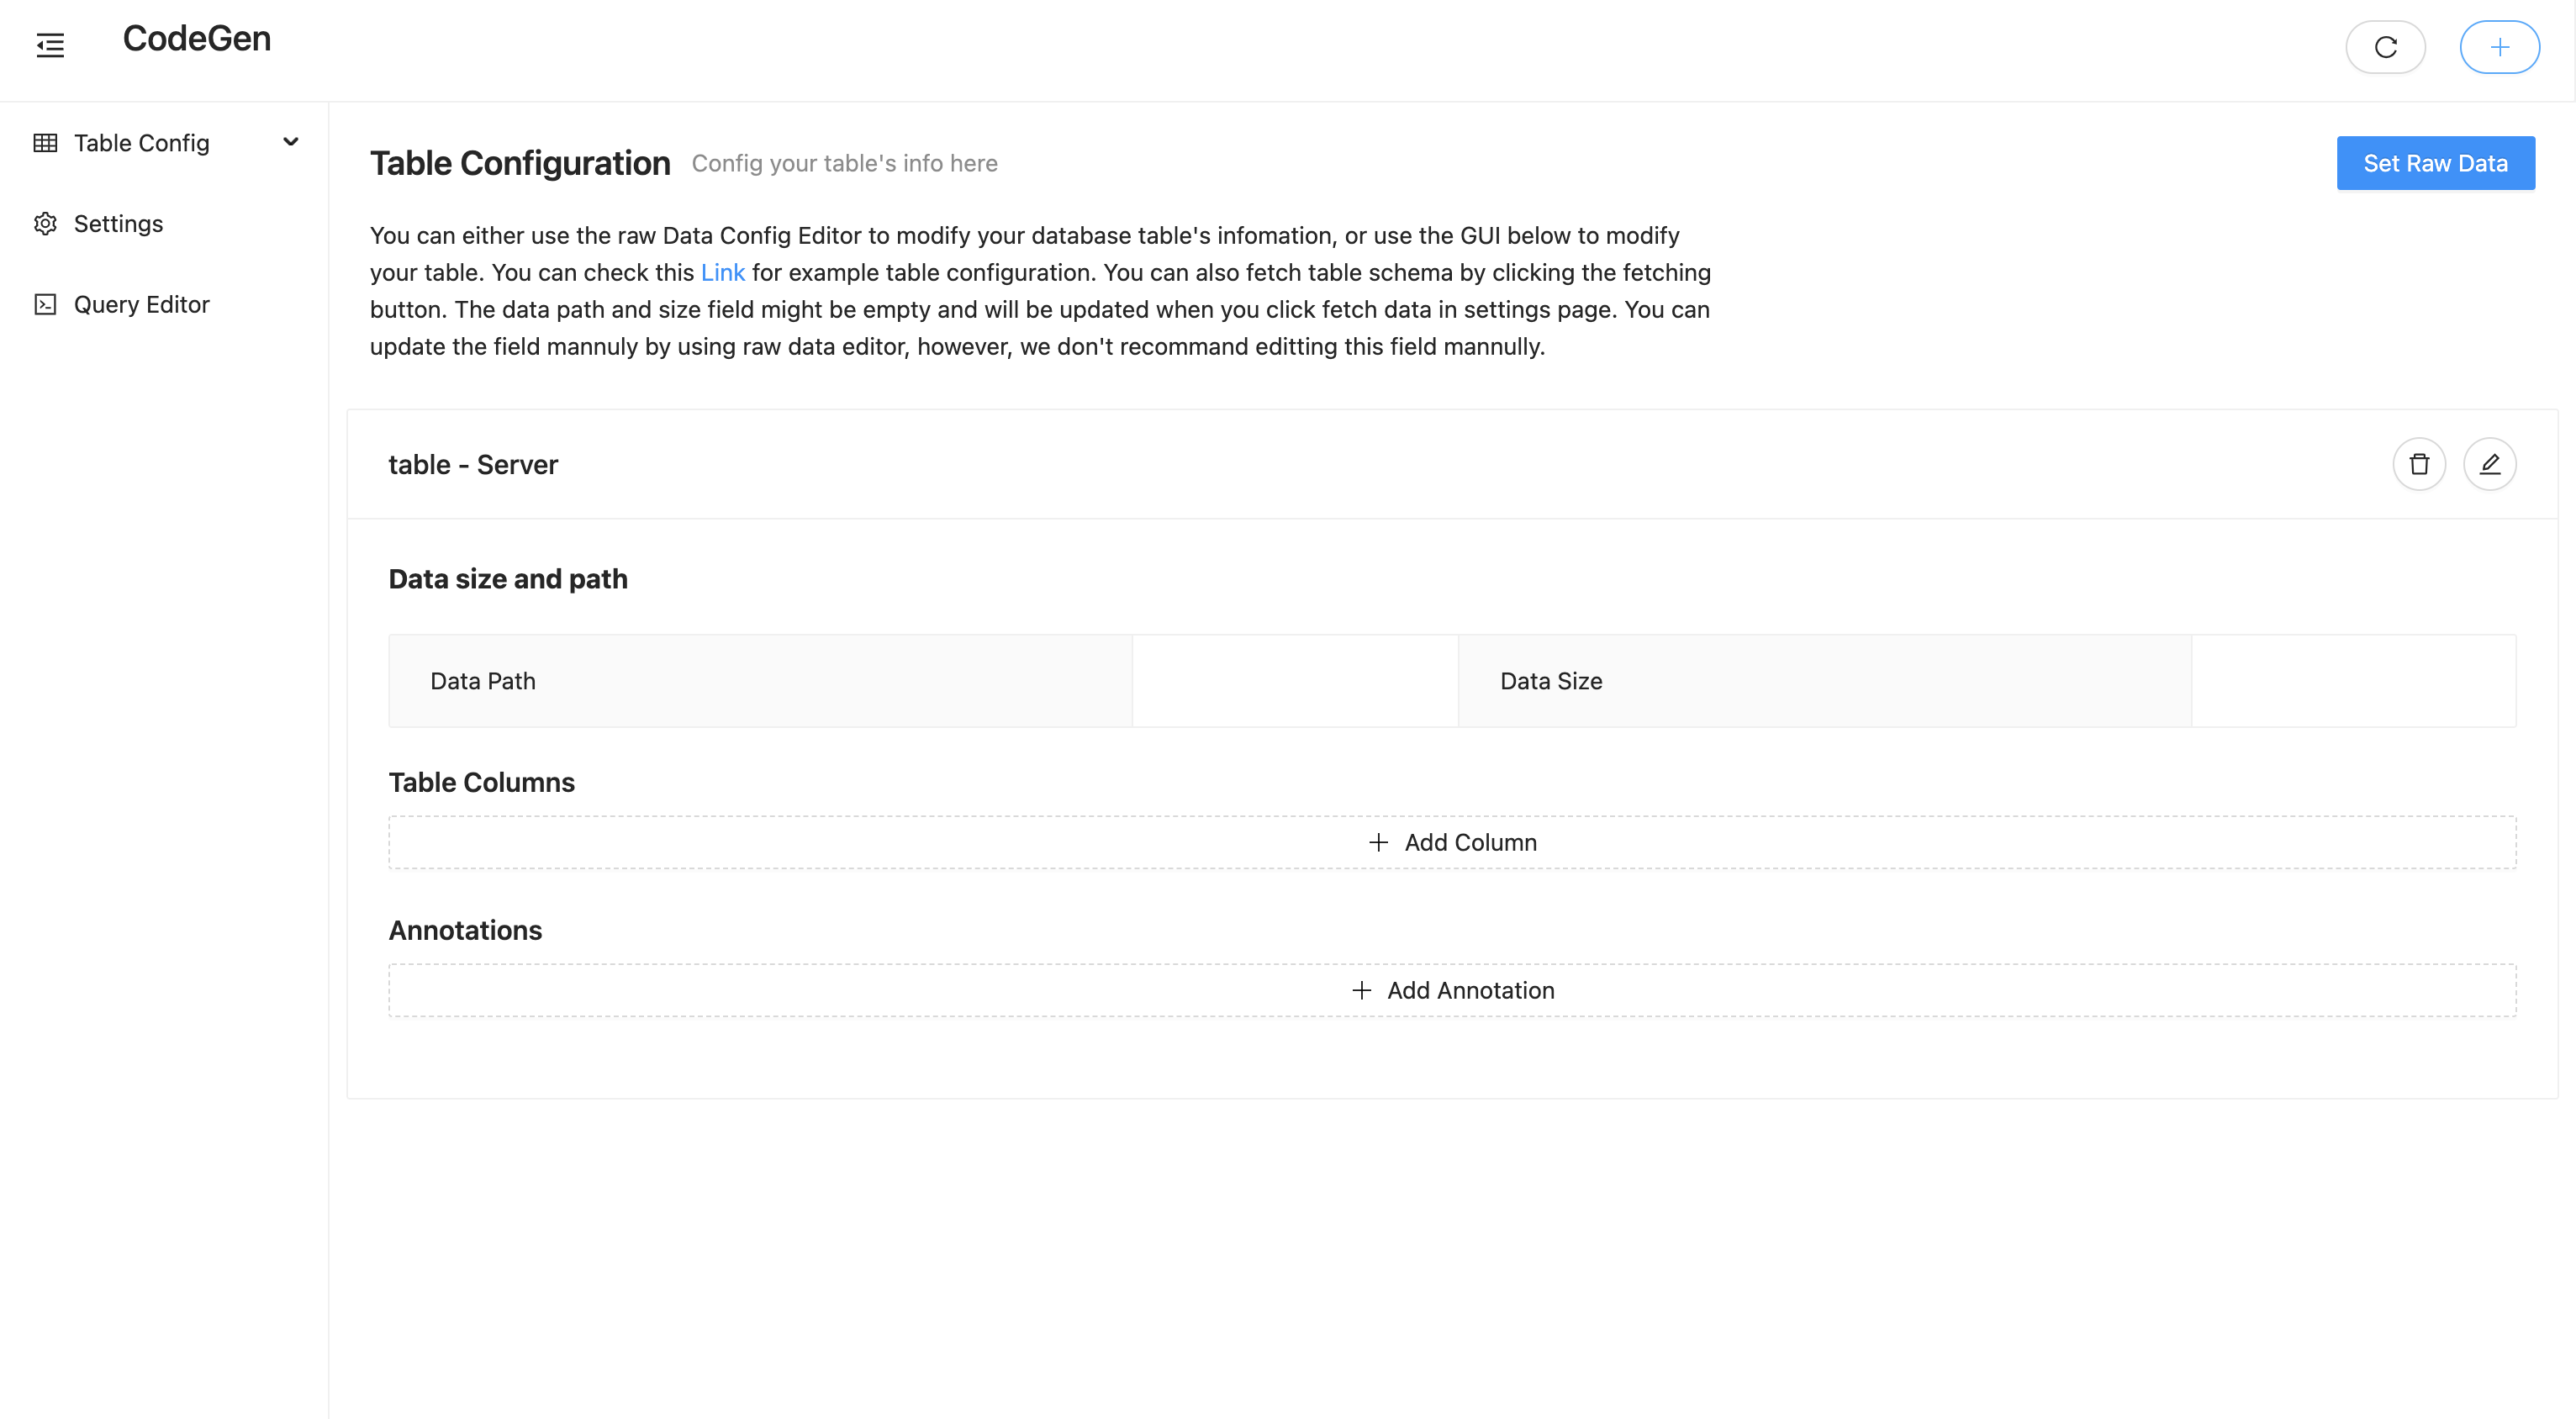 CodeGen
Table Config
Settings
Query Editor
Table Configuration Config your table's info here
Set Raw Data
You can either use the raw Data Config Editor to modify your database table's infomation, or use the GUI below to modify
your table. You can check this Link for example table configuration. You can also fetch table schema by clicking the fetching
button. The data path and size field might be empty and will be updated when you click fetch data in settings page. You can
update the field mannuly by using raw data editor, however, we don't recommand editting this field mannully.
table - Server
Data size and path
Data Path
Data Size
Table Columns
Add Column
Annotations
Add Annotation